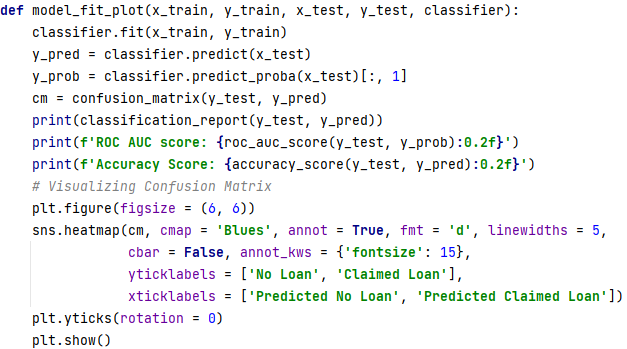 def model_fit_plot(x_train, y_train, x_test, y_test, classifier):
    classifier.fit(x_train, y_train)
    y_pred = classifier.predict(x_test)
    y_prob = classifier.predict_proba(x_test)[:, 1]
    cm = confusion_matrix(y_test, y_pred)
    print(classification_report(y_test, y_pred))
    print(f'ROC AUC score: {roc_auc_score(y_test, y_prob):0.2f}')
    print(f'Accuracy Score: {accuracy_score(y_test, y_pred):0.2f}')
    # Visualizing Confusion Matrix
    plt.figure(figsize = (6, 6))
    sns.heatmap(cm, cmap = 'Blues', annot = True, fmt = 'd', linewidths = 5,
                cbar = False, annot_kws = {'fontsize': 15},
                yticklabels = ['No Loan', 'Claimed Loan'],
                xticklabels = ['Predicted No Loan', 'Predicted Claimed Loan'])
    plt.yticks(rotation = 0)
    plt.show()